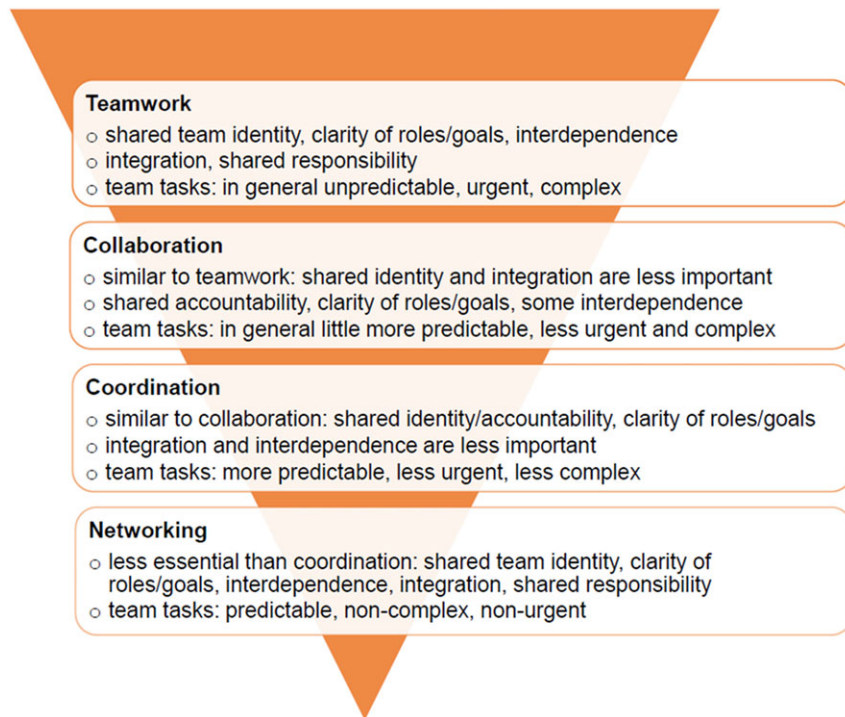 Teamwork
○ shared team identity, clarity of roles/goals, interdependence
○ integration, shared responsibility
○ team tasks: in general unpredictable, urgent, complex
Collaboration
○ similar to teamwork: shared identity and integration are less important
○ shared accountability, clarity of roles/goals, some interdependence
○ team tasks: in general little more predictable, less urgent and complex
Coordination
○ similar to collaboration: shared identity/accountability, clarity of roles/goals
○ integration and interdependence are less important
○ team tasks: more predictable, less urgent, less complex
Networking
○ less essential than coordination: shared team identity, clarity of
roles/goals, interdependence, integration, shared responsibility
○ team tasks: predictable, non-complex, non-urgent